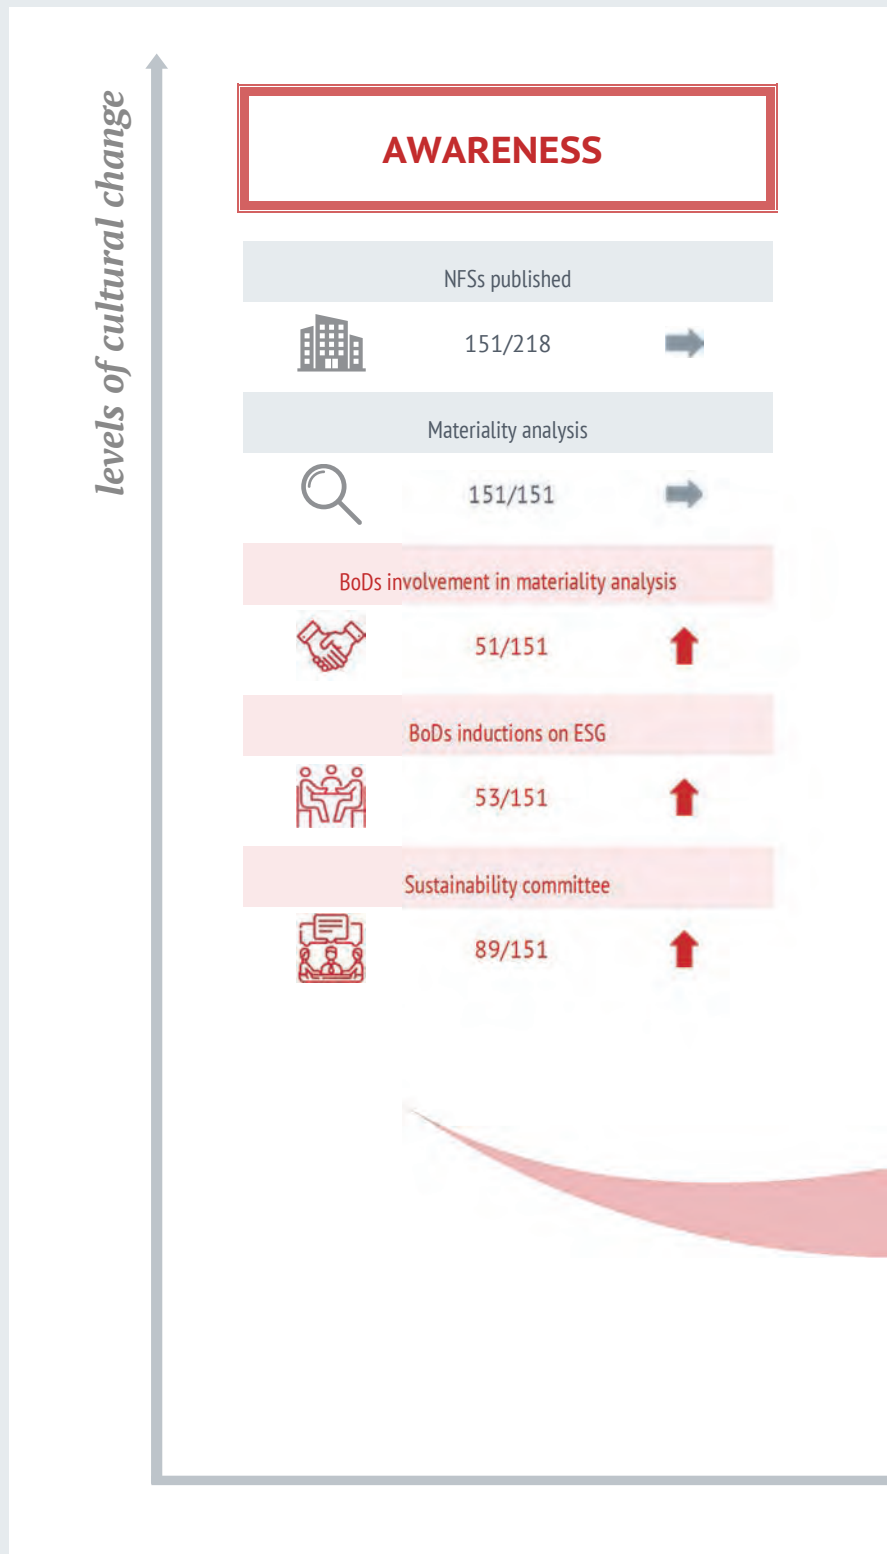 levels of cultural change
AWARENESS
NFSs published
151/218
Materiality analysis
151/151
BoDs involvement in materiality analysis
51/151
BoDs inductions on ESG
53/151
Sustainability committee
89/151